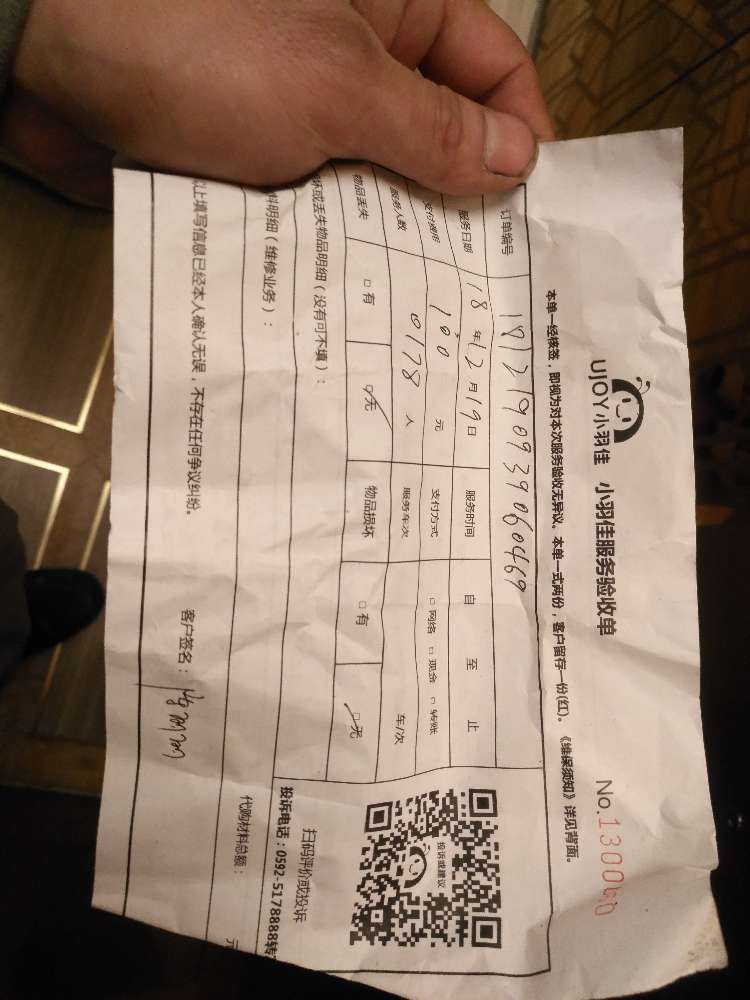 UJOY小羽佳 小羽佳服务验收单
No.1300
本单一经核签，即视为对本次服务验收无异议。本单一式两份，客户留存一份(红)。《维保须知》详见背面。
订单编号
服务日期 18年12月19日 服务时间 自 至 止
支付费用 190 元 支付方式 □网络 □现金 □转账
服务人数 0178 人 服务车次 车/次
物品丢失 □有 □无 物品损坏 □有 □无
坏或丢失物品明细（没有可不填）：
料明细（维修业务）：
代购材料总额： 元
以上填写信息已经本人确认无误，不存在任何争议纠纷。
客户签名：
投诉或建议
扫码评价或投诉
投诉电话：0592-5178888转